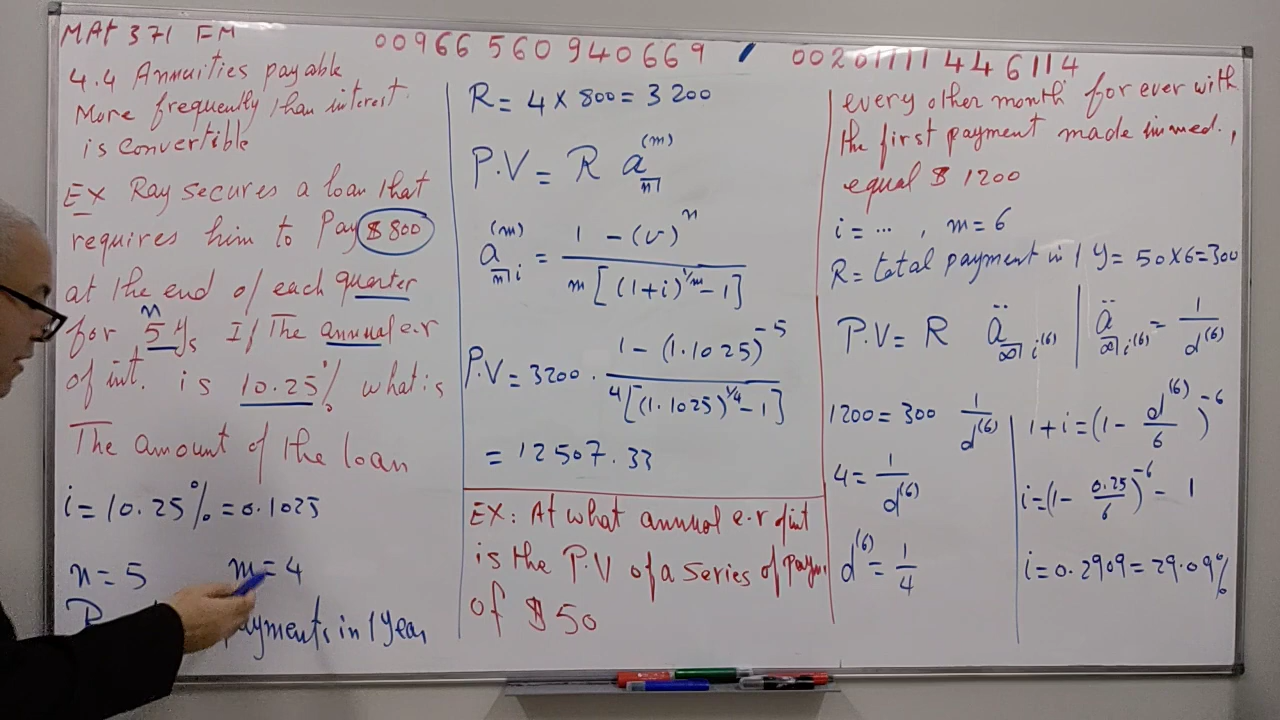 MAT 371 FM
00966 560 940669 / 00201111 446114
4.4 Annuities payable
More frequently than interest
is convertible
EX Ray secures a loan that
requires him to Pay $ 800
at the end of each quarter
n
for 5 ys If The annual e.r
of int. is 10.25% what is
The amount of the loan
i = 10.25% = 0.1025
n = 5 m = 4
payments in 1 Year
R = 4 × 800 = 3200
P.V = R a_n⌉^(m)
a_n⌉i^(m) = 1 - (v)^n / m[(1+i)^1/m - 1]
P.V = 3200 . 1 - (1.1025)^-5 / 4[(1.1025)^1/4 - 1]
= 12507.33
EX: At what annual e.r of int
is the P.V of a series of paym.
of $ 50
every other month for ever with
the first payment made immed.,
equal $ 1200
i = ... , m = 6
R = total payment in 1 y = 50×6 = 300
P.V = R ä_∞⌉i^(6) | ä_∞⌉i^(6) = 1/d^(6)
1200 = 300 1/d^(6)
4 = 1/d^(6)
d^(6) = 1/4
1+i = (1 - d^(6)/6)^-6
i = (1 - 0.25/6)^-6 - 1
i = 0.2909 = 29.09%